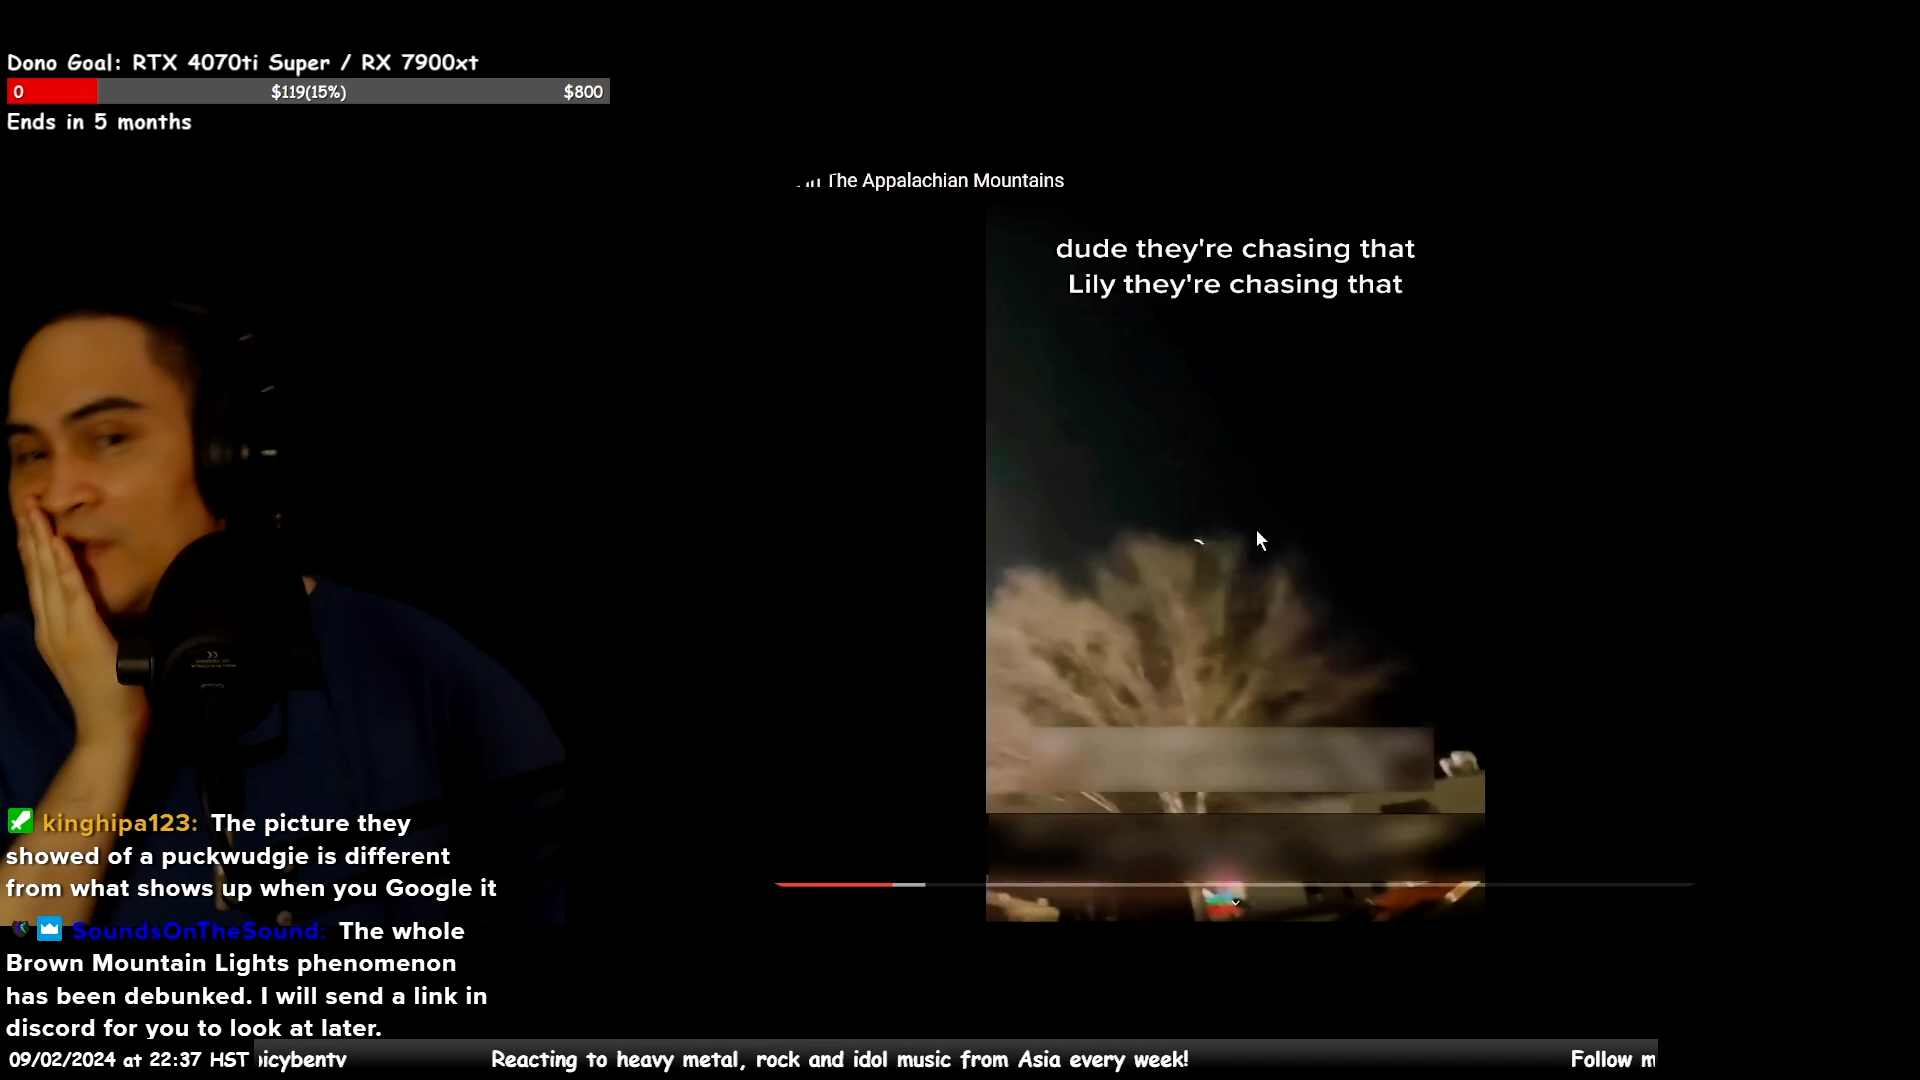 Dono Goal: RTX 4070ti Super / RX 7900xt
0 $119(15%) $800
Ends in 5 months
The Appalachian Mountains
dude they're chasing that
Lily they're chasing that
kinghipa123: The picture they
showed of a puckwudgie is different
from what shows up when you Google it
SoundsOnTheSound: The whole
Brown Mountain Lights phenomenon
has been debunked. I will send a link in
discord for you to look at later.
09/02/2024 at 22:37 HST icybentv Reacting to heavy metal, rock and idol music from Asia every week! Follow m